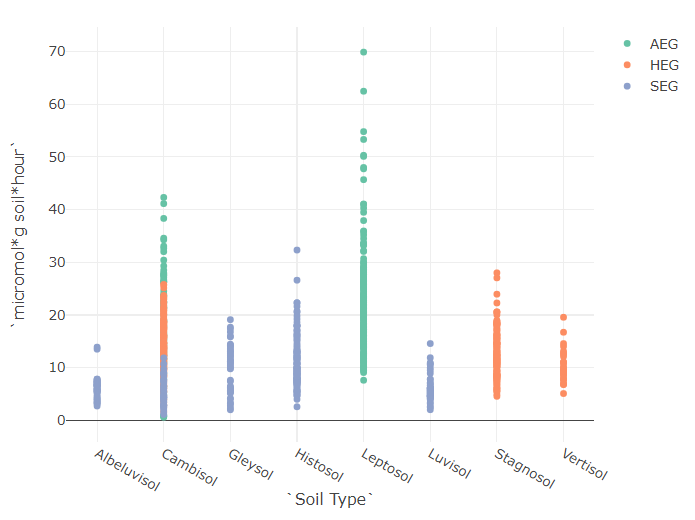 AEG
HEG
SEG
70
60
50
40
30
20
10
0
`micromol*g soil*hour`
Albeluvisol
Cambisol
Gleysol
Histosol
Leptosol
Luvisol
Stagnosol
Vertisol
`Soil Type`